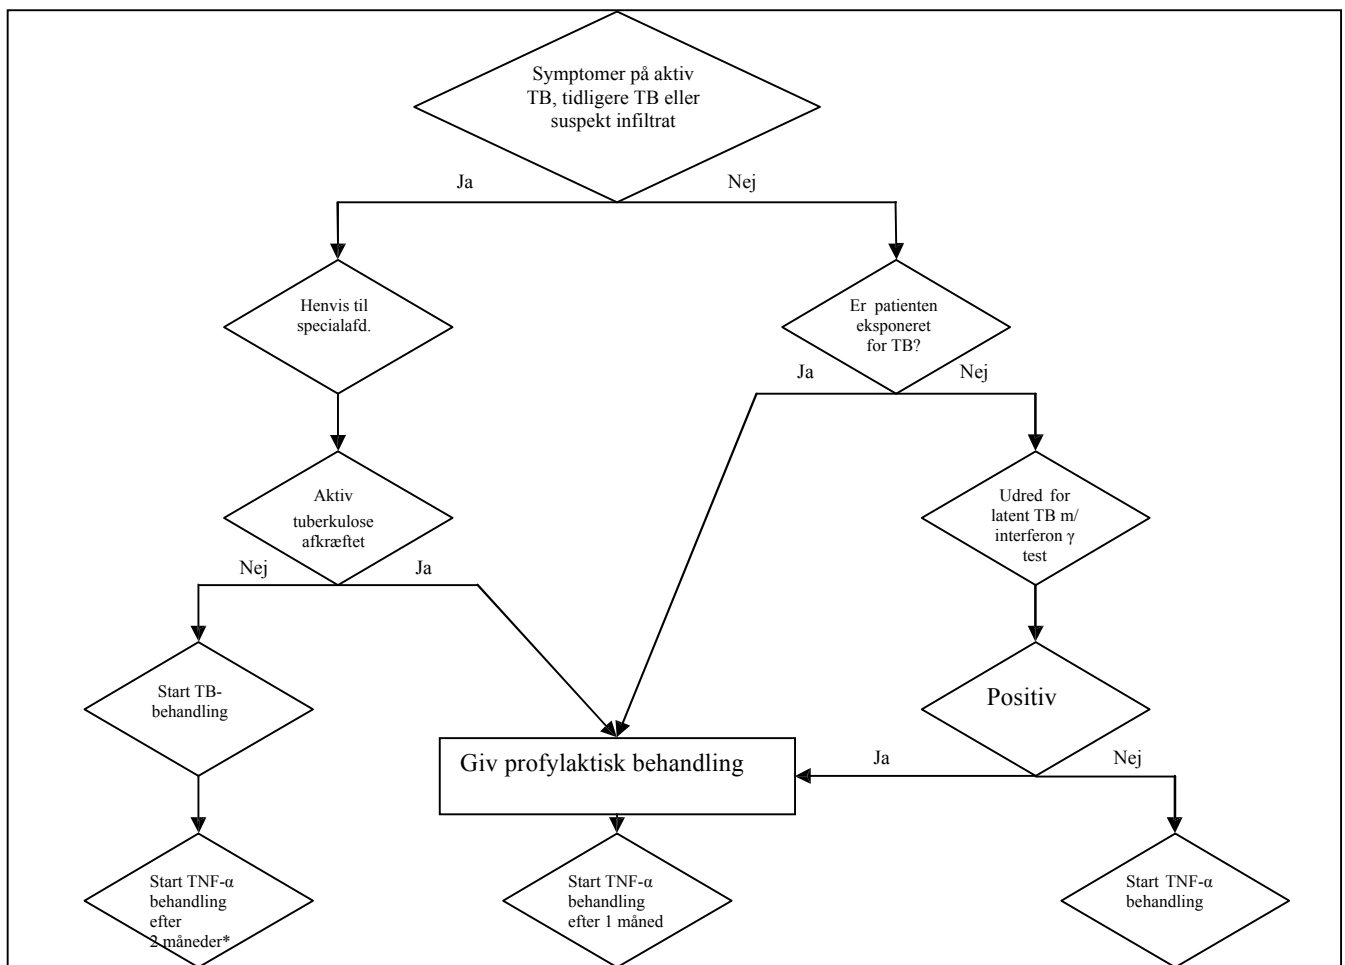 Symptomer på aktiv
TB, tidligere TB eller
suspekt infiltrat
Ja
Nej
Henvis til
specialafd.
Er patienten
eksponeret
for TB?
Ja
Nej
Aktiv
tuberkulose
afkræftet
Udred for
latent TB m/
interferon γ
test
Nej
Ja
Start TB-
behandling
Positiv
Giv profylaktisk behandling
Ja
Nej
Start TNF-α
behandling
efter
2 måneder*
Start TNF-α
behandling
efter 1 måned
Start TNF-α
behandling